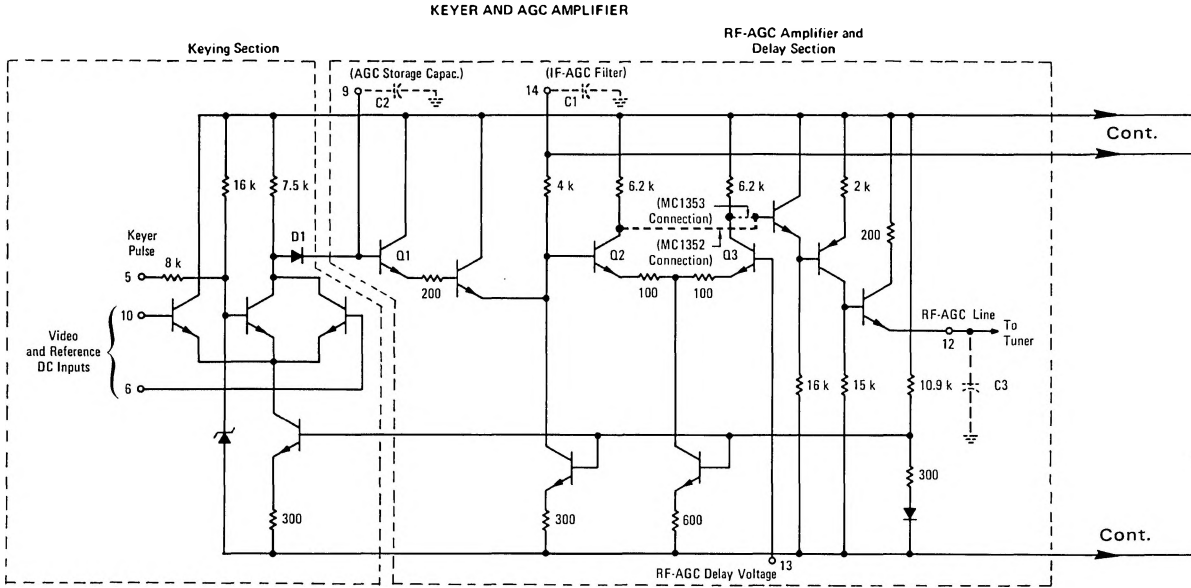 KEYER AND AGC AMPLIFIER
Keying Section
RF-AGC Amplifier and
Delay Section
(AGC Storage Capac.)
9
C2
(IF-AGC Filter)
14
C1
Cont.
16 k
7.5 k
4 k
6.2 k
6.2 k
2 k
(MC1353
Connection)
(MC1352
Connection)
200
Keyer
Pulse
5
8 k
D1
Q1
200
Q2
Q3
100
100
10
Video
and Reference
DC Inputs
6
RF-AGC Line
12
To
Tuner
16 k
15 k
10.9 k
C3
300
300
300
600
Cont.
RF-AGC Delay Voltage
13